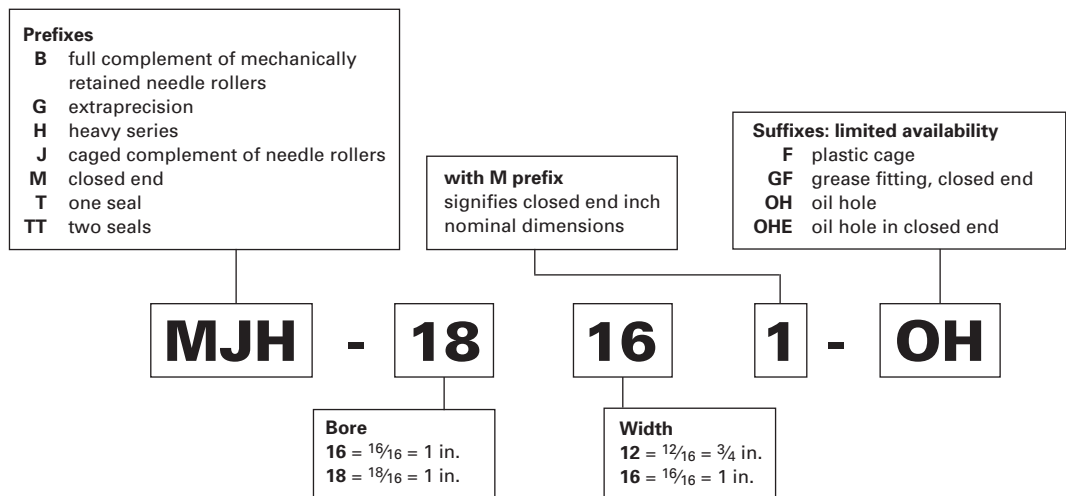 Prefixes
B full complement of mechanically
retained needle rollers
G extraprecision
H heavy series
J caged complement of needle rollers
M closed end
T one seal
TT two seals
with M prefix
signifies closed end inch
nominal dimensions
Suffixes: limited availability
F plastic cage
GF grease fitting, closed end
OH oil hole
OHE oil hole in closed end
MJH - 18 16 1 - OH
Bore
16 = 16/16 = 1 in.
18 = 18/16 = 1 in.
Width
12 = 12/16 = 3/4 in.
16 = 16/16 = 1 in.